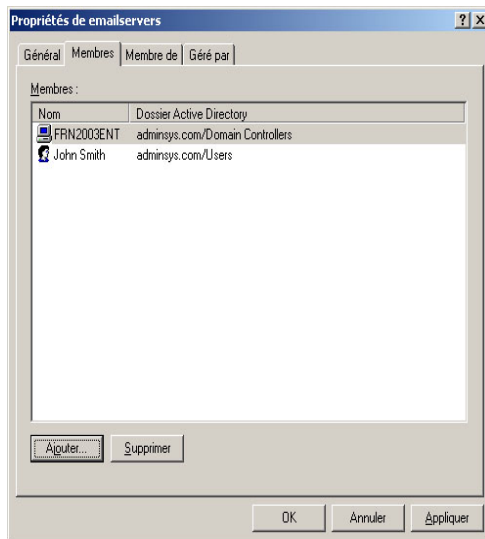 Propriétés de emailservers
Général Membres Membre de Géré par
Membres :
Nom Dossier Active Directory
FRN2003ENT adminsys.com/Domain Controllers
John Smith adminsys.com/Users
Ajouter... Supprimer
OK Annuler Appliquer